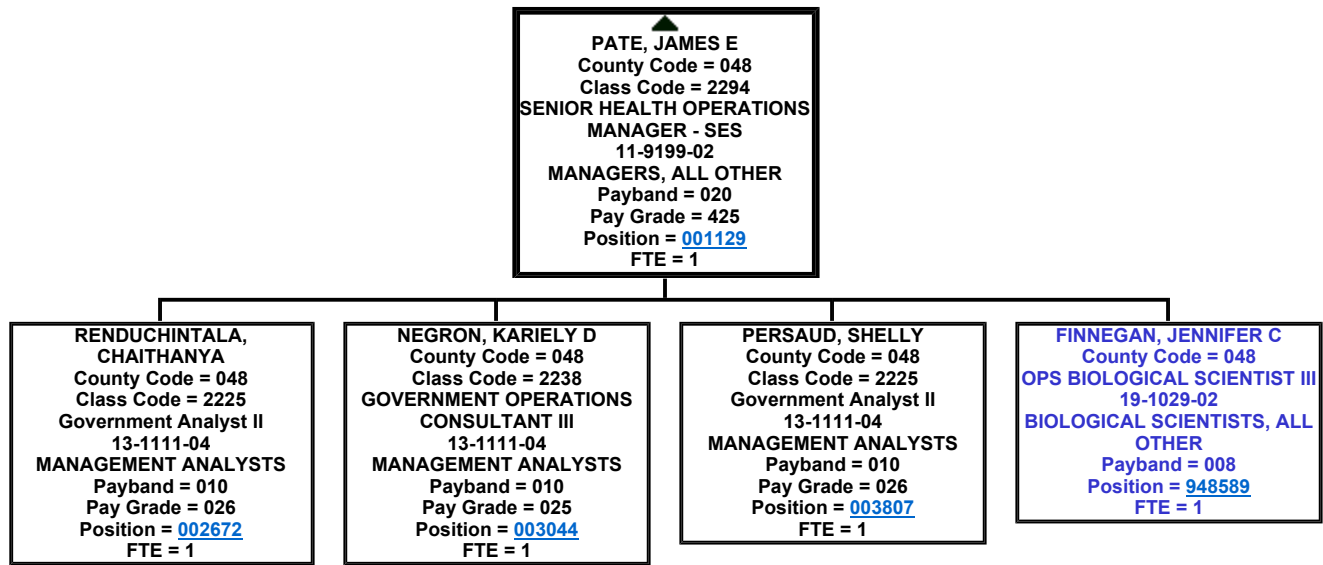 PATE, JAMES E
County Code = 048
Class Code = 2294
SENIOR HEALTH OPERATIONS
MANAGER - SES
11-9199-02
MANAGERS, ALL OTHER
Payband = 020
Pay Grade = 425
Position = 001129
FTE = 1
RENDUCHINTALA,
CHAITHANYA
County Code = 048
Class Code = 2225
Government Analyst II
13-1111-04
MANAGEMENT ANALYSTS
Payband = 010
Pay Grade = 026
Position = 002672
FTE = 1
NEGRON, KARIELY D
County Code = 048
Class Code = 2238
GOVERNMENT OPERATIONS
CONSULTANT III
13-1111-04
MANAGEMENT ANALYSTS
Payband = 010
Pay Grade = 025
Position = 003044
FTE = 1
PERSAUD, SHELLY
County Code = 048
Class Code = 2225
Government Analyst II
13-1111-04
MANAGEMENT ANALYSTS
Payband = 010
Pay Grade = 026
Position = 003807
FTE = 1
FINNEGAN, JENNIFER C
County Code = 048
OPS BIOLOGICAL SCIENTIST III
19-1029-02
BIOLOGICAL SCIENTISTS, ALL
OTHER
Payband = 008
Position = 948589
FTE = 1